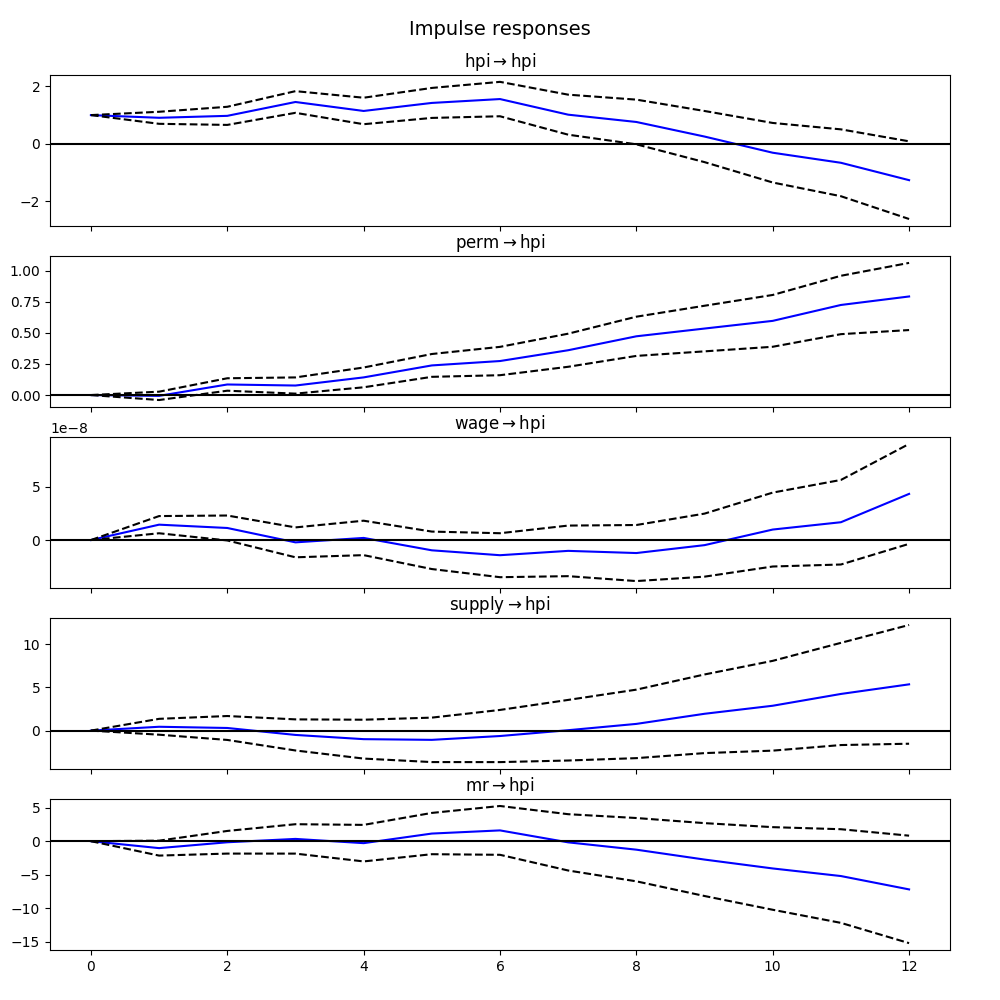 Impulse responses
hpi → hpi
2
0
−2
perm → hpi
1.00
0.75
0.50
0.25
0.00
wage → hpi
1e−8
5
0
supply → hpi
10
5
0
mr → hpi
5
0
−5
−10
−15
0 2 4 6 8 10 12